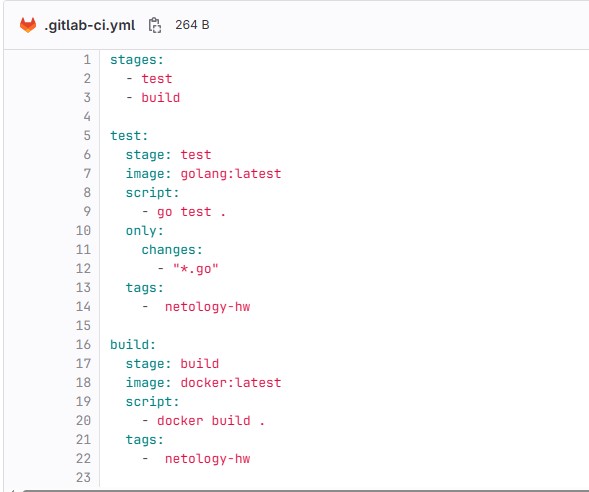 .gitlab-ci.yml 264 B
1 stages:
2   - test
3   - build
4
5 test:
6   stage: test
7   image: golang:latest
8   script:
9     - go test .
10   only:
11     changes:
12       - "*.go"
13   tags:
14     -  netology-hw
15
16 build:
17   stage: build
18   image: docker:latest
19   script:
20     - docker build .
21   tags:
22     -  netology-hw
23